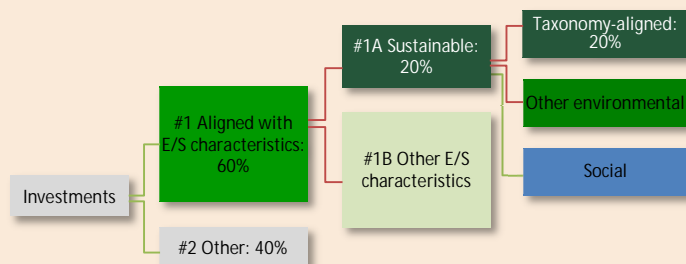 Investments
#1 Aligned with
E/S characteristics:
60%
#2 Other: 40%
#1A Sustainable:
20%
#1B Other E/S
characteristics
Taxonomy-aligned:
20%
Other environmental
Social